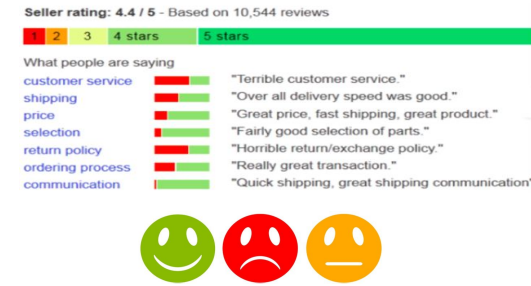 Seller rating: 4.4 / 5 - Based on 10,544 reviews
1 2 3 4 stars 5 stars
What people are saying
customer service "Terrible customer service."
shipping "Over all delivery speed was good."
price "Great price, fast shipping, great product."
selection "Fairly good selection of parts."
return policy "Horrible return/exchange policy."
ordering process "Really great transaction."
communication "Quick shipping, great shipping communication"